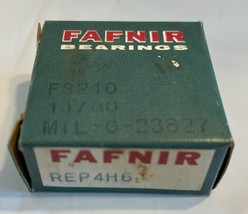 FAFNIR
BEARINGS
FS210
11/80
MIL-G-23827
FAFNIR
REP4H6